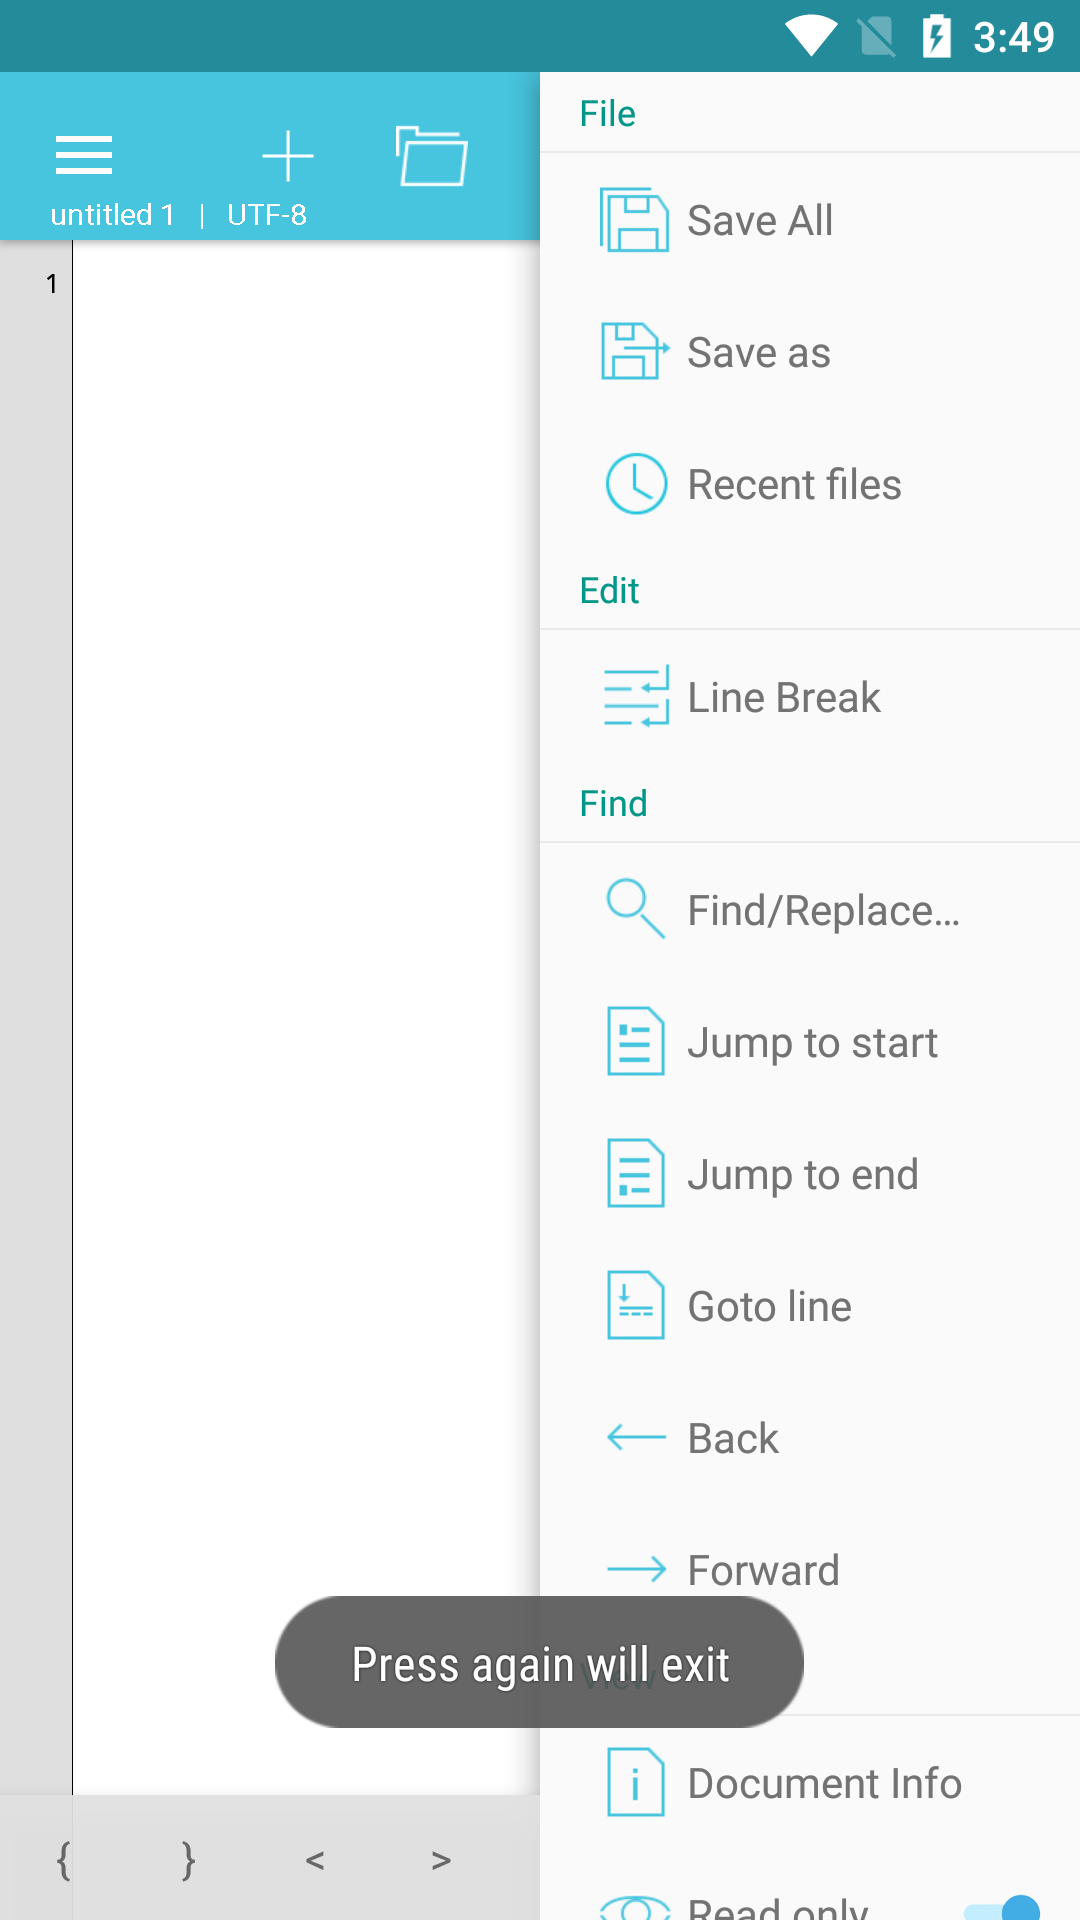 3:49
untitled 1 | UTF-8
1
File
Save All
Save as
Recent files
Edit
Line Break
Find
Find/Replace...
Jump to start
Jump to end
Goto line
Back
Forward
Press again will exit
View
Document Info
Read only
{ } < >